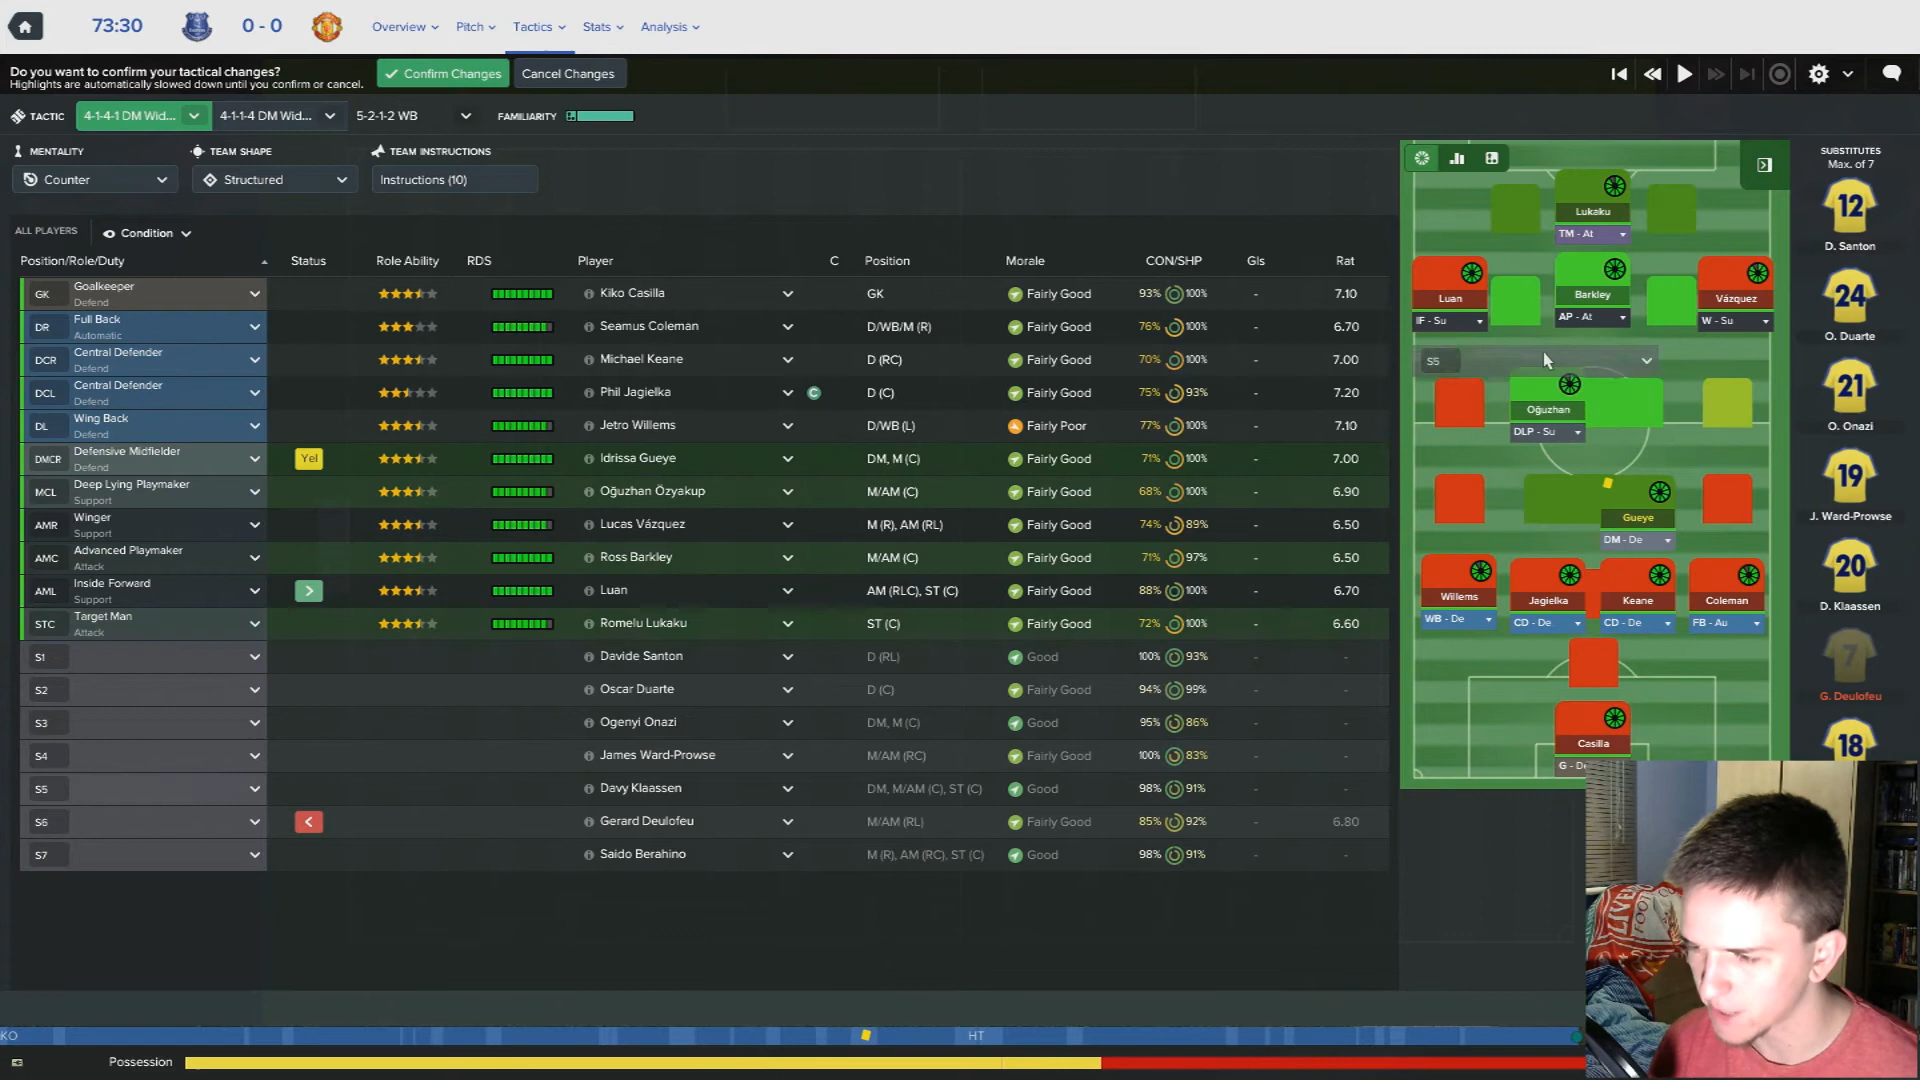 73:30
0 - 0
Overview
Pitch
Tactics
Stats
Analysis
Do you want to confirm your tactical changes?
Highlights are automatically slowed down until you confirm or cancel.
Confirm Changes
Cancel Changes
TACTIC
4-1-4-1 DM Wid...
4-1-1-4 DM Wid...
5-2-1-2 WB
FAMILIARITY
MENTALITY
TEAM SHAPE
TEAM INSTRUCTIONS
Counter
Structured
Instructions (10)
ALL PLAYERS
Condition
Position/Role/Duty Status Role Ability RDS Player C Position Morale CON/SHP Gls Rat
GK Goalkeeper Defend Kiko Casilla GK Fairly Good 93% 100% - 7.10
DR Full Back Automatic Seamus Coleman D/WB/M (R) Fairly Good 76% 100% - 6.70
DCR Central Defender Defend Michael Keane D (RC) Fairly Good 70% 100% - 7.00
DCL Central Defender Defend Phil Jagielka C D (C) Fairly Good 75% 93% - 7.20
DL Wing Back Defend Jetro Willems D/WB (L) Fairly Poor 77% 100% - 7.10
DMCR Defensive Midfielder Defend Yel Idrissa Gueye DM, M (C) Fairly Good 71% 100% - 7.00
MCL Deep Lying Playmaker Support Oğuzhan Özyakup M/AM (C) Fairly Good 68% 100% - 6.90
AMR Winger Support Lucas Vázquez M (R), AM (RL) Fairly Good 74% 89% - 6.50
AMC Advanced Playmaker Attack Ross Barkley M/AM (C) Fairly Good 71% 97% - 6.50
AML Inside Forward Support Luan AM (RLC), ST (C) Fairly Good 88% 100% - 6.70
STC Target Man Attack Romelu Lukaku ST (C) Fairly Good 72% 100% - 6.60
S1 Davide Santon D (RL) Good 100% 93% - -
S2 Oscar Duarte D (C) Fairly Good 94% 99% - -
S3 Ogenyi Onazi DM, M (C) Good 95% 86% - -
S4 James Ward-Prowse M/AM (RC) Fairly Good 100% 83% - -
S5 Davy Klaassen DM, M/AM (C), ST (C) Good 98% 91% - -
S6 Gerard Deulofeu M/AM (RL) Fairly Good 85% 92% - 6.80
S7 Saido Berahino M (R), AM (RC), ST (C) Good 98% 91% - -
Lukaku
TM - At
Luan
IF - Su
Barkley
AP - At
Vázquez
W - Su
S5
Oğuzhan
DLP - Su
Gueye
DM - De
Willems
WB - De
Jagielka
CD - De
Keane
CD - De
Coleman
FB - Au
Casilla
G - De
SUBSTITUTES
Max. of 7
12
D. Santon
24
O. Duarte
21
O. Onazi
19
J. Ward-Prowse
20
D. Klaassen
7
G. Deulofeu
18
KO
HT
Possession